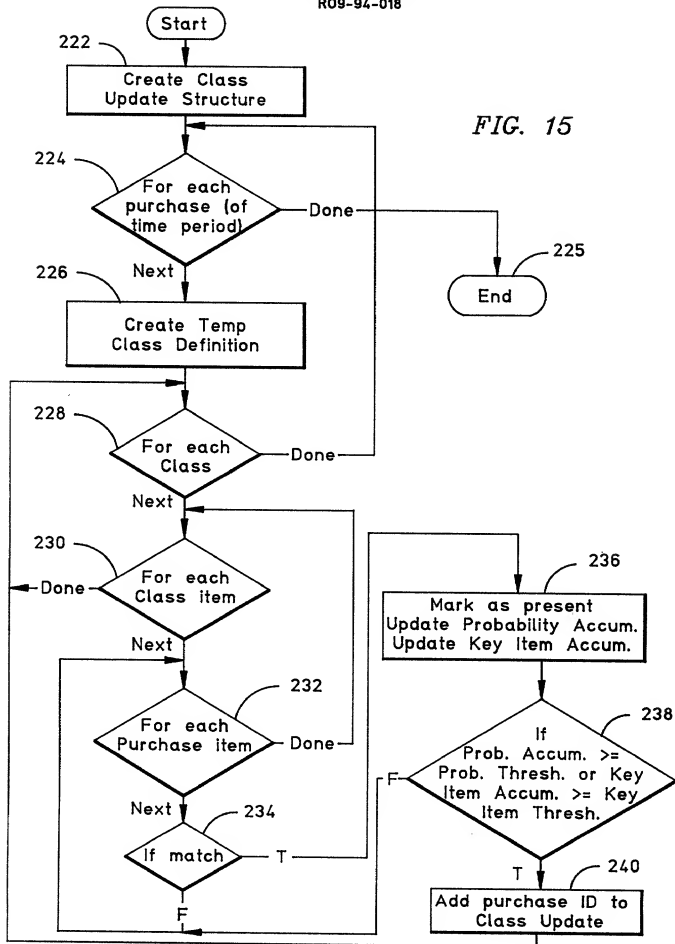 R09-94-018
Start
222
Create Class
Update Structure
FIG. 15
224
For each
purchase (of
time period)
Done
Next
225
End
226
Create Temp
Class Definition
228
For each
Class
Done
Next
230
For each
Class item
Done
Next
236
Mark as present
Update Probability Accum.
Update Key Item Accum.
232
For each
Purchase item
Done
Next
238
If
Prob. Accum. >=
Prob. Thresh. or Key
Item Accum. >= Key
Item Thresh.
F
T
234
If match
T
F
240
Add purchase ID to
Class Update